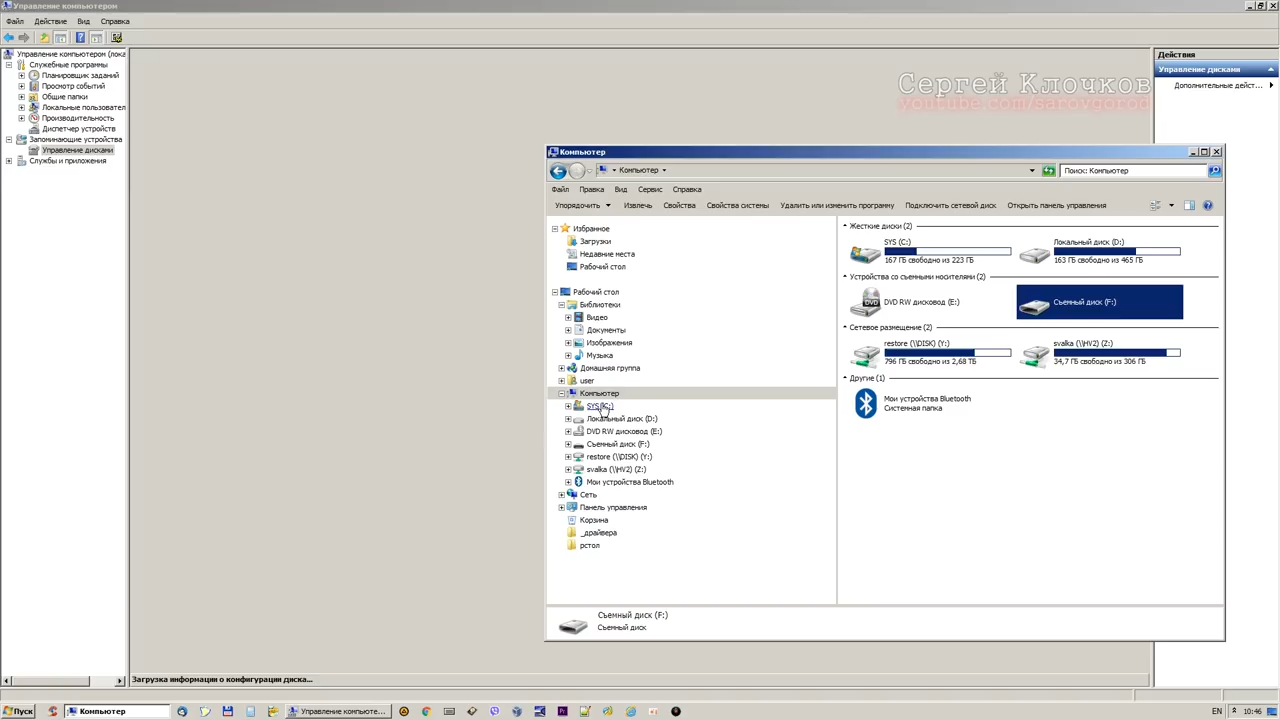 Управление компьютером
Файл Действие Вид Справка
Управление компьютером (лока
Служебные программы
Планировщик заданий
Просмотр событий
Общие папки
Локальные пользовател
Производительность
Диспетчер устройств
Запоминающие устройства
Управление дисками
Службы и приложения
Действия
Управление дисками
Дополнительные дейст...
Сергей Клочков
youtube.com/sarovgorod
Компьютер
Компьютер
Поиск: Компьютер
Файл Правка Вид Сервис Справка
Упорядочить Извлечь Свойства Свойства системы Удалить или изменить программу Подключить сетевой диск Открыть панель управления
Избранное
Загрузки
Недавние места
Рабочий стол
Рабочий стол
Библиотеки
Видео
Документы
Изображения
Музыка
Домашняя группа
user
Компьютер
SYS (C:)
Локальный диск (D:)
DVD RW дисковод (E:)
Съемный диск (F:)
restore (\\DISK) (Y:)
svalka (\\HV2) (Z:)
Мои устройства Bluetooth
Сеть
Панель управления
Корзина
_драйвера
рстол
Жесткие диски (2)
SYS (C:)
167 ГБ свободно из 223 ГБ
Локальный диск (D:)
163 ГБ свободно из 465 ГБ
Устройства со съемными носителями (2)
DVD RW дисковод (E:)
Съемный диск (F:)
Сетевое размещение (2)
restore (\\DISK) (Y:)
796 ГБ свободно из 2,68 ТБ
svalka (\\HV2) (Z:)
34,7 ГБ свободно из 306 ГБ
Другие (1)
Мои устройства Bluetooth
Системная папка
Съемный диск (F:)
Съемный диск
Загрузка информации о конфигурации диска...
Пуск
Компьютер
Управление компьюте...
EN
10:46